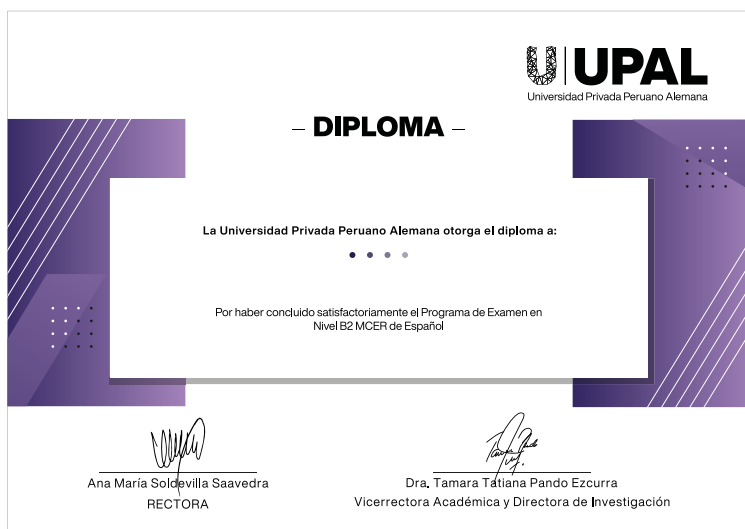 UPAL
Universidad Privada Peruano Alemana
– DIPLOMA –
La Universidad Privada Peruano Alemana otorga el diploma a:
Por haber concluido satisfactoriamente el Programa de Examen en
Nivel B2 MCER de Español
Ana María Soldevilla Saavedra
RECTORA
Dra. Tamara Tatiana Pando Ezcurra
Vicerrectora Académica y Directora de Investigación